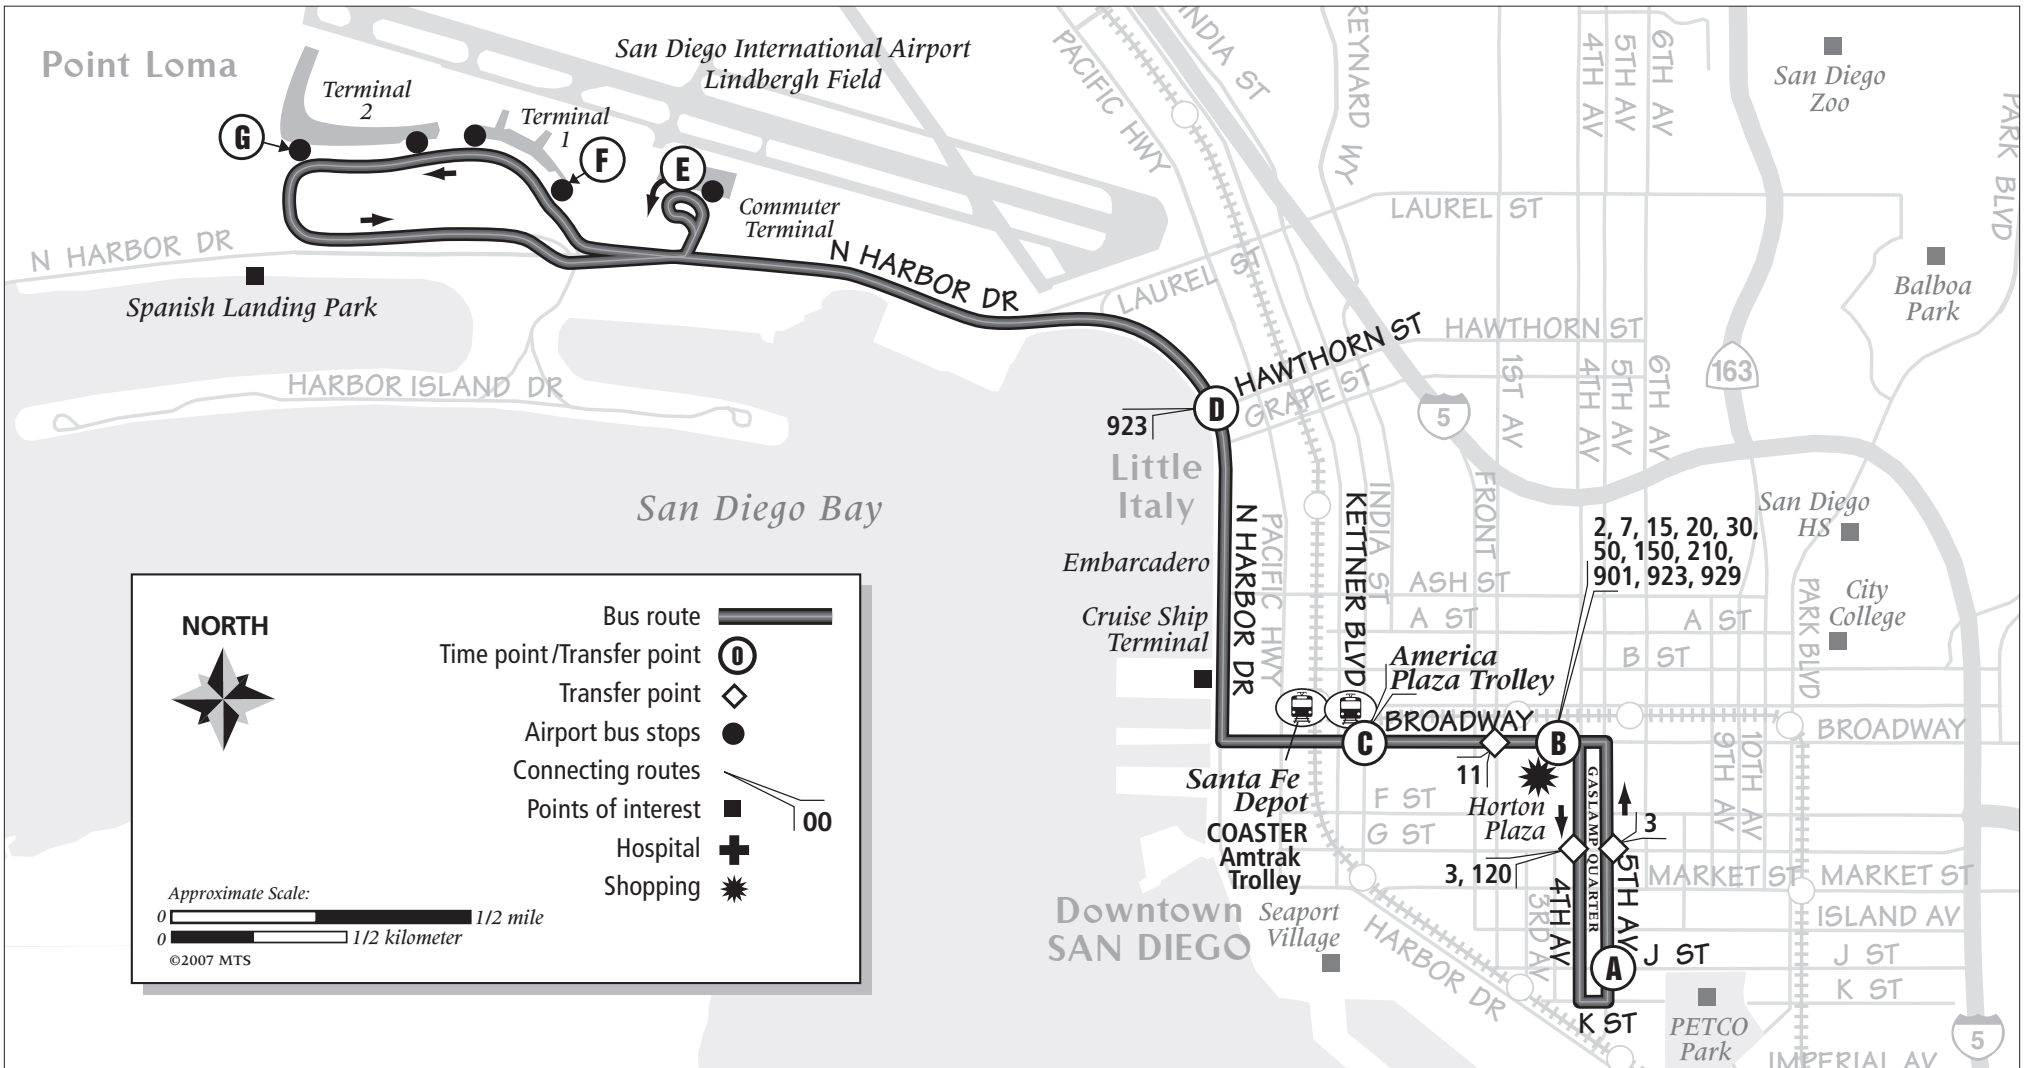 Point Loma
San Diego International Airport
Lindbergh Field
Terminal
2
Terminal
1
G
F
E
Commuter
Terminal
N HARBOR DR
Spanish Landing Park
N HARBOR DR
HARBOR ISLAND DR
San Diego Bay
PACIFIC HWY
INDIA ST
REYNARD WY
4TH AV
5TH AV
6TH AV
San Diego
Zoo
PARK BLVD
LAUREL ST
LAUREL ST
Balboa
Park
HAWTHORN ST
HAWTHORN ST
GRAPE ST
D
923
163
5
1ST AV
4TH AV
5TH AV
6TH AV
Little
Italy
San Diego
HS
City
College
PARK BLVD
2, 7, 15, 20, 30,
50, 150, 210,
901, 923, 929
Embarcadero
Cruise Ship
Terminal
N HARBOR DR
PACIFIC HWY
KETTNER BLVD
INDIA ST
FRONT
ASH ST
A ST
A ST
B ST
America
Plaza Trolley
BROADWAY
BROADWAY
C
B
11
Horton
Plaza
Santa Fe
Depot
COASTER
Amtrak
Trolley
F ST
G ST
3, 120
3
GASLAMP QUARTER
9TH AV
10TH AV
MARKET ST
MARKET ST
3RD AV
4TH AV
5TH AV
ISLAND AV
J ST
J ST
A
K ST
K ST
Downtown
SAN DIEGO
Seaport
Village
HARBOR DR
PETCO
Park
5
IMPERIAL AV
NORTH
Bus route
Time point/Transfer point
0
Transfer point
Airport bus stops
Connecting routes
00
Points of interest
Hospital
Shopping
Approximate Scale:
0 1/2 mile
0 1/2 kilometer
©2007 MTS